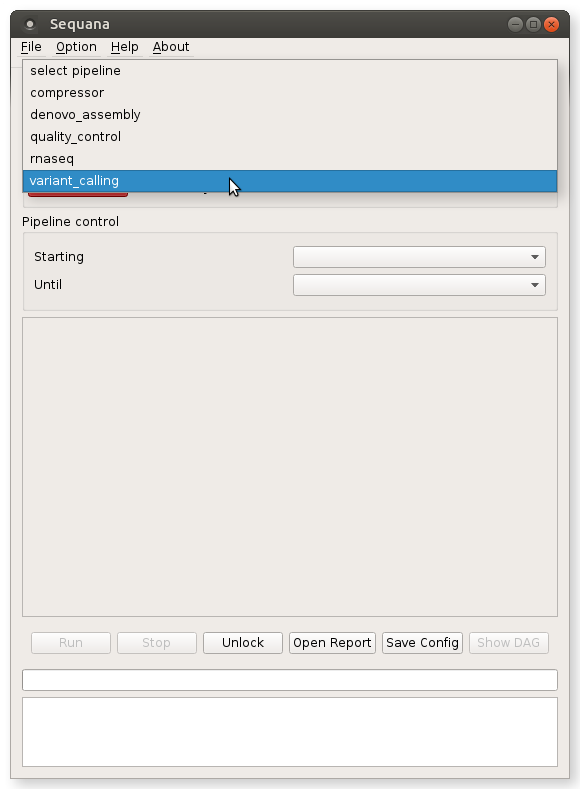 Sequana
File Option Help About
select pipeline
compressor
denovo_assembly
quality_control
rnaseq
variant_calling
Pipeline control
Starting
Until
Run Stop Unlock Open Report Save Config Show DAG